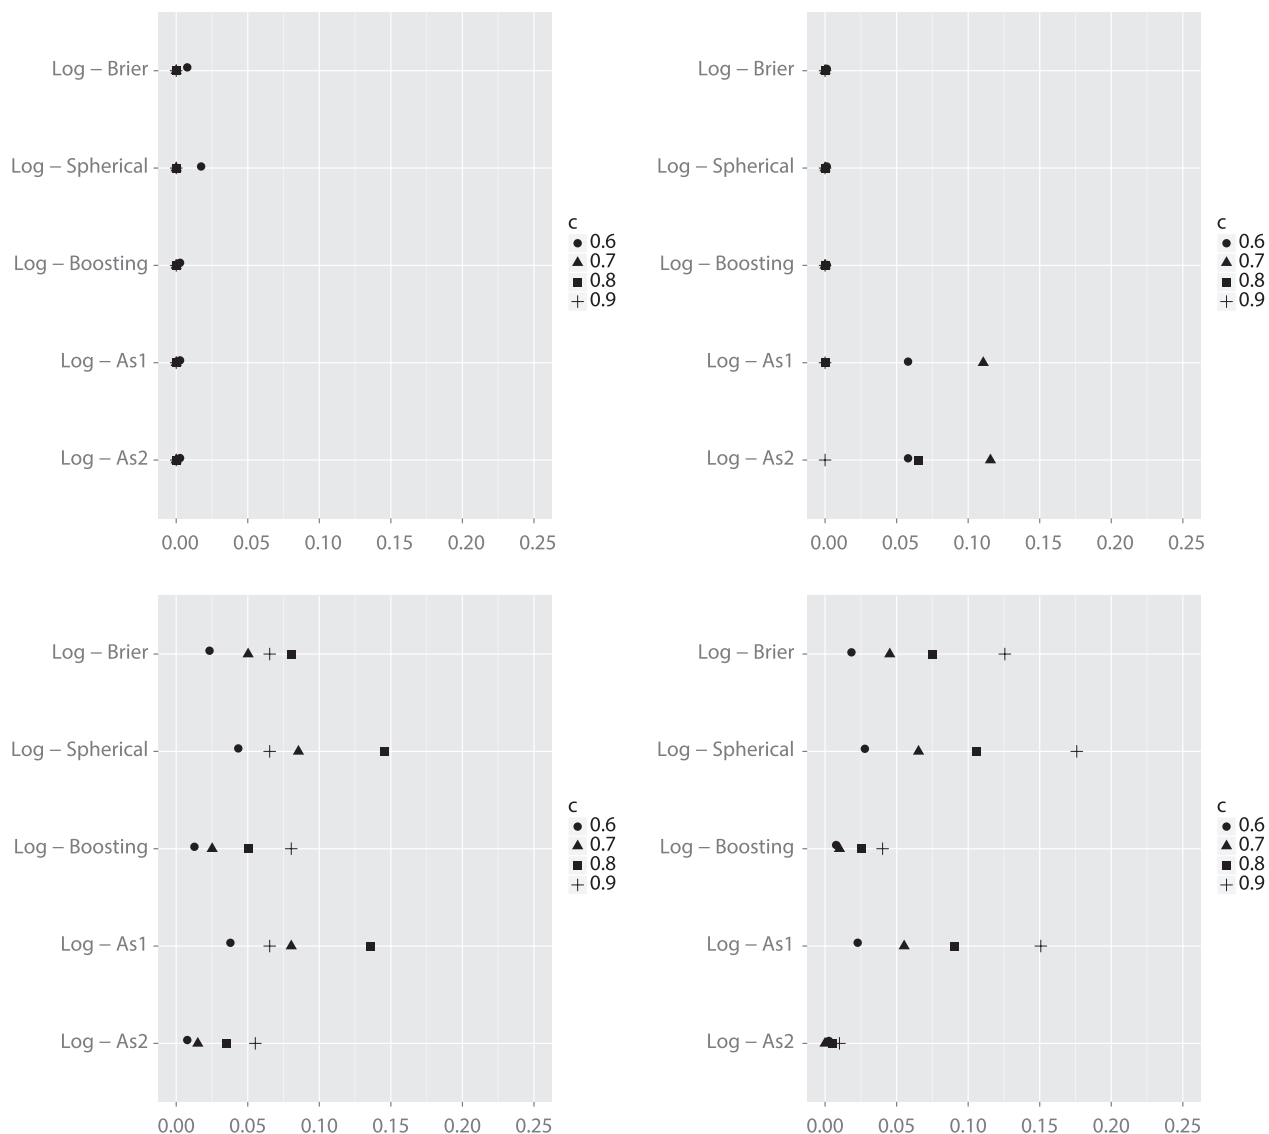 Log − Brier
Log − Spherical
Log − Boosting
Log − As1
Log − As2
0.00 0.05 0.10 0.15 0.20 0.25
c
0.6
0.7
0.8
0.9
Log − Brier
Log − Spherical
Log − Boosting
Log − As1
Log − As2
0.00 0.05 0.10 0.15 0.20 0.25
c
0.6
0.7
0.8
0.9
Log − Brier
Log − Spherical
Log − Boosting
Log − As1
Log − As2
0.00 0.05 0.10 0.15 0.20 0.25
c
0.6
0.7
0.8
0.9
Log − Brier
Log − Spherical
Log − Boosting
Log − As1
Log − As2
0.00 0.05 0.10 0.15 0.20 0.25
c
0.6
0.7
0.8
0.9